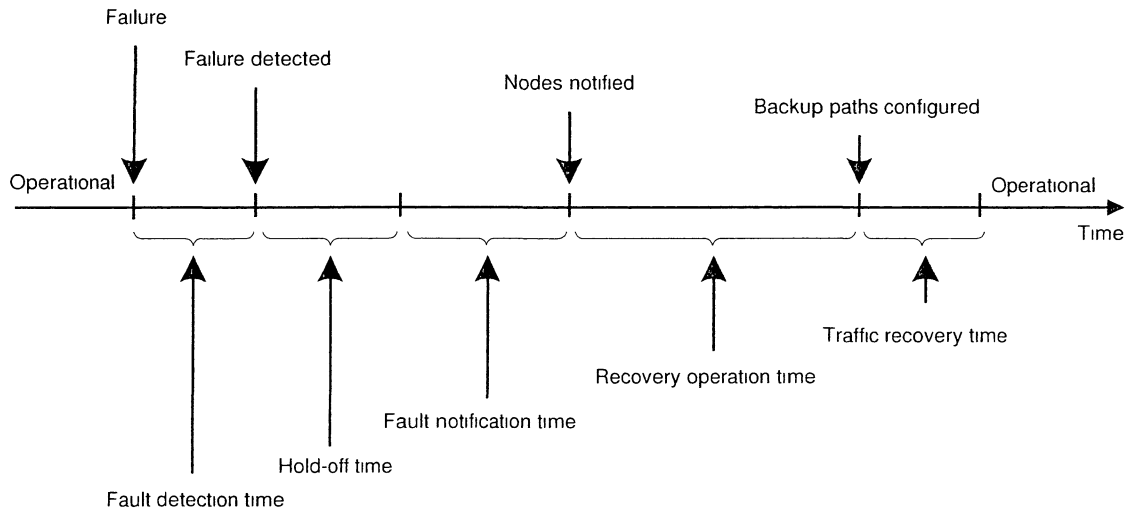 Failure
Failure detected
Nodes notified
Backup paths configured
Operational
Operational
Time
Traffic recovery time
Recovery operation time
Fault notification time
Hold-off time
Fault detection time